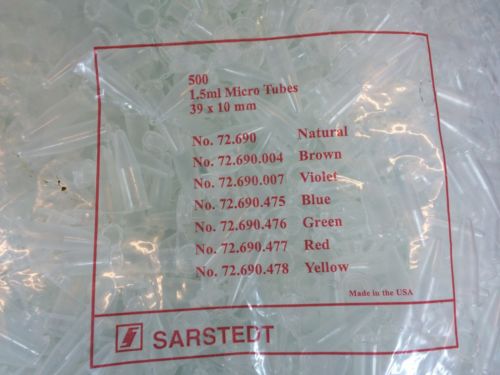 500
1.5ml Micro Tubes
39 x 10 mm
No. 72.690 Natural
No. 72.690.004 Brown
No. 72.690.007 Violet
No. 72.690.475 Blue
No. 72.690.476 Green
No. 72.690.477 Red
No. 72.690.478 Yellow
Made in the USA
SARSTEDT